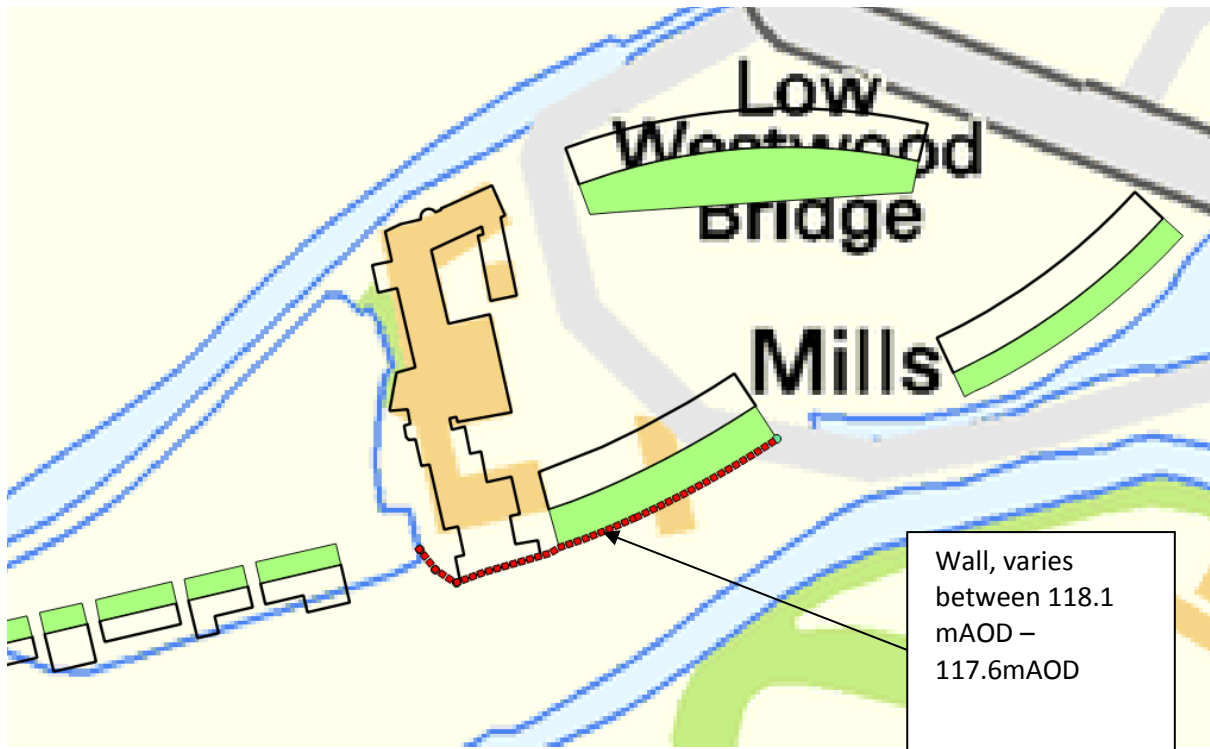 Low
Westwood
Bridge
Mills
Wall, varies
between 118.1
mAOD –
117.6mAOD